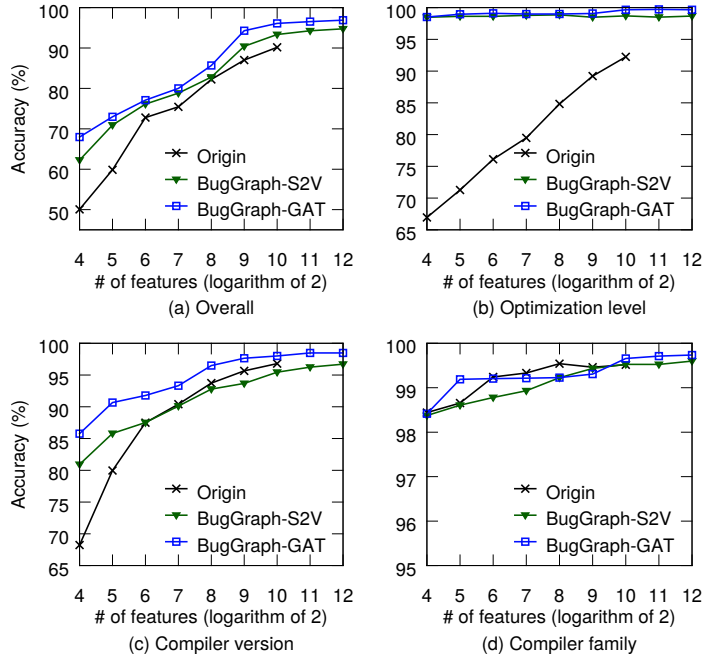 100
90
80
70
60
50
Accuracy (%)
Origin
BugGraph-S2V
BugGraph-GAT
4 5 6 7 8 9 10 11 12
# of features (logarithm of 2)
(a) Overall
100
95
90
85
80
75
70
65
Origin
BugGraph-S2V
BugGraph-GAT
4 5 6 7 8 9 10 11 12
# of features (logarithm of 2)
(b) Optimization level
100
95
90
85
80
75
70
65
Accuracy (%)
Origin
BugGraph-S2V
BugGraph-GAT
4 5 6 7 8 9 10 11 12
# of features (logarithm of 2)
(c) Compiler version
100
99
98
97
96
95
Origin
BugGraph-S2V
BugGraph-GAT
4 5 6 7 8 9 10 11 12
# of features (logarithm of 2)
(d) Compiler family